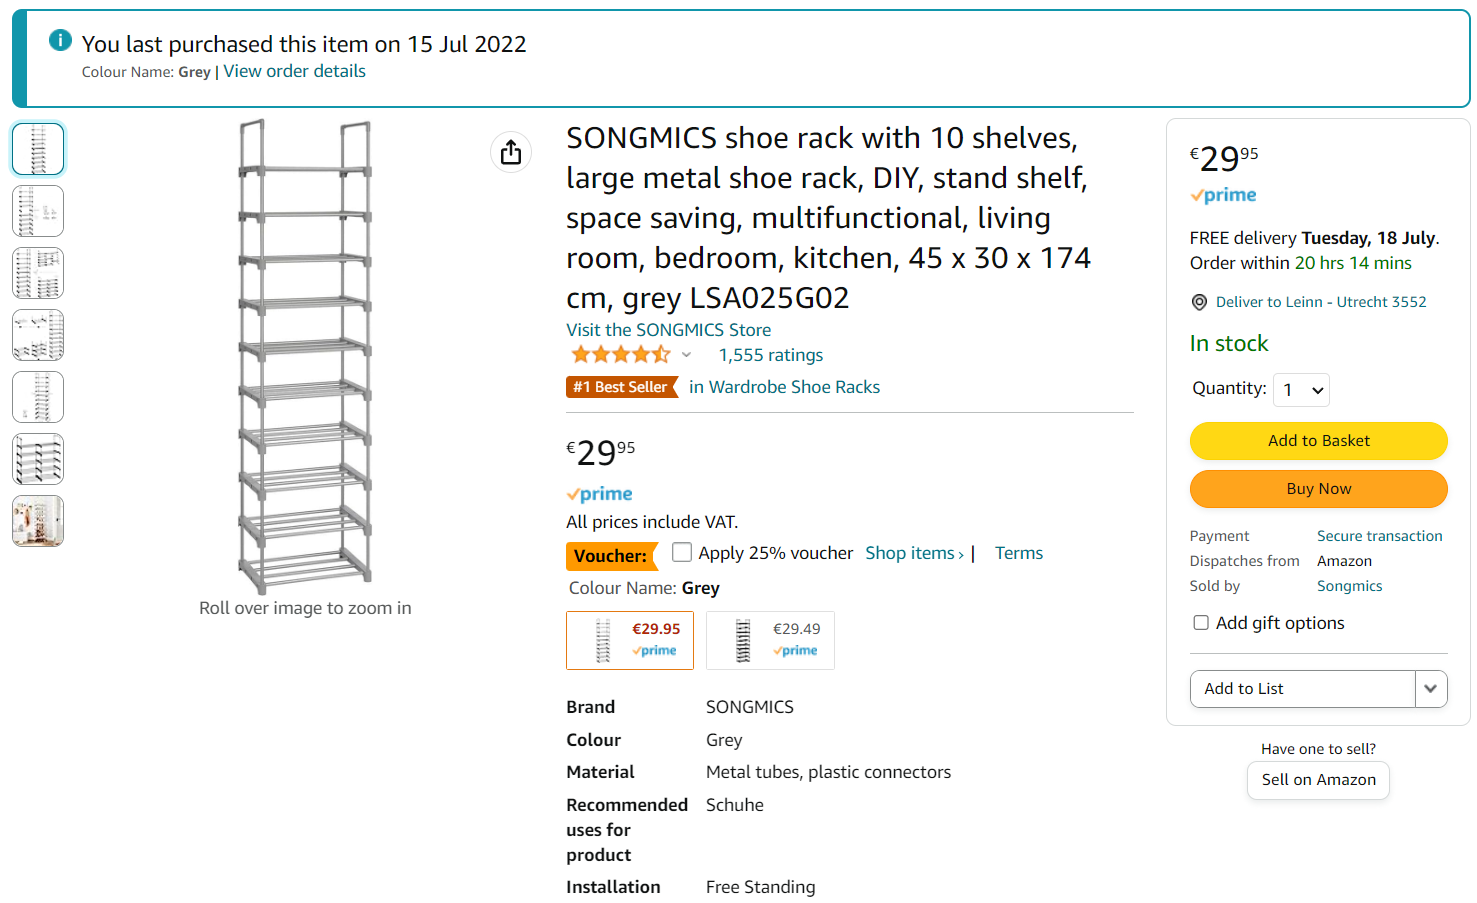 You last purchased this item on 15 Jul 2022
Colour Name: Grey | View order details
SONGMICS shoe rack with 10 shelves,
large metal shoe rack, DIY, stand shelf,
space saving, multifunctional, living
room, bedroom, kitchen, 45 x 30 x 174
cm, grey LSA025G02
Visit the SONGMICS Store
1,555 ratings
#1 Best Seller in Wardrobe Shoe Racks
€2995
prime
All prices include VAT.
Voucher: Apply 25% voucher Shop items › | Terms
Colour Name: Grey
€29.95
prime
€29.49
prime
Brand SONGMICS
Colour Grey
Material Metal tubes, plastic connectors
Recommended Schuhe
uses for
product
Installation Free Standing
Roll over image to zoom in
€2995
prime
FREE delivery Tuesday, 18 July.
Order within 20 hrs 14 mins
Deliver to Leinn - Utrecht 3552
In stock
Quantity: 1
Add to Basket
Buy Now
Payment Secure transaction
Dispatches from Amazon
Sold by Songmics
Add gift options
Add to List
Have one to sell?
Sell on Amazon